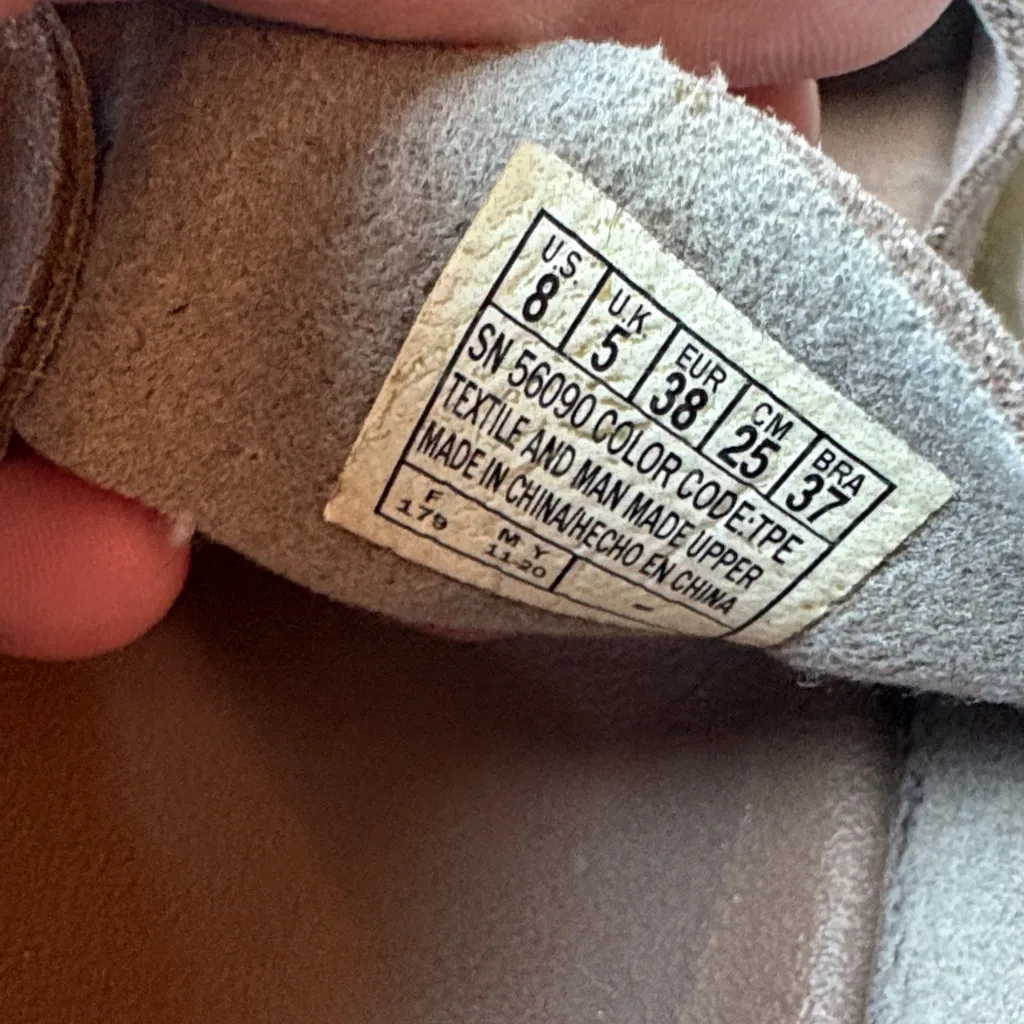 U.S. U.K EUR CM BRA
8 5 38 25 37
SN 56090 COLOR CODE:TPE
TEXTILE AND MAN MADE UPPER
MADE IN CHINA/HECHO EN CHINA
F M Y
179 11 20 -